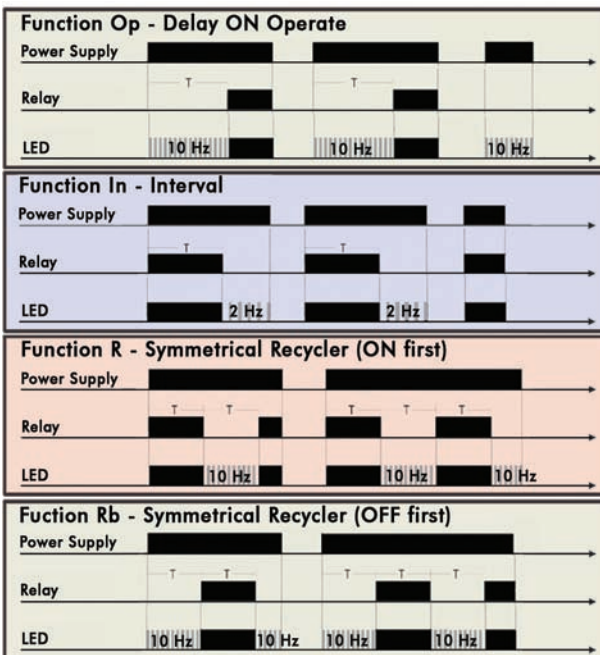 Function Op - Delay ON Operate
Power Supply
T T
Relay
LED 10 Hz 10 Hz 10 Hz
Function In - Interval
Power Supply
T T
Relay
LED 2 Hz 2 Hz
Function R - Symmetrical Recycler (ON first)
Power Supply
T T T T T
Relay
LED 10 Hz 10 Hz 10 Hz
Fuction Rb - Symmetrical Recycler (OFF first)
Power Supply
T T T T T
Relay
LED 10 Hz 10 Hz 10 Hz 10 Hz